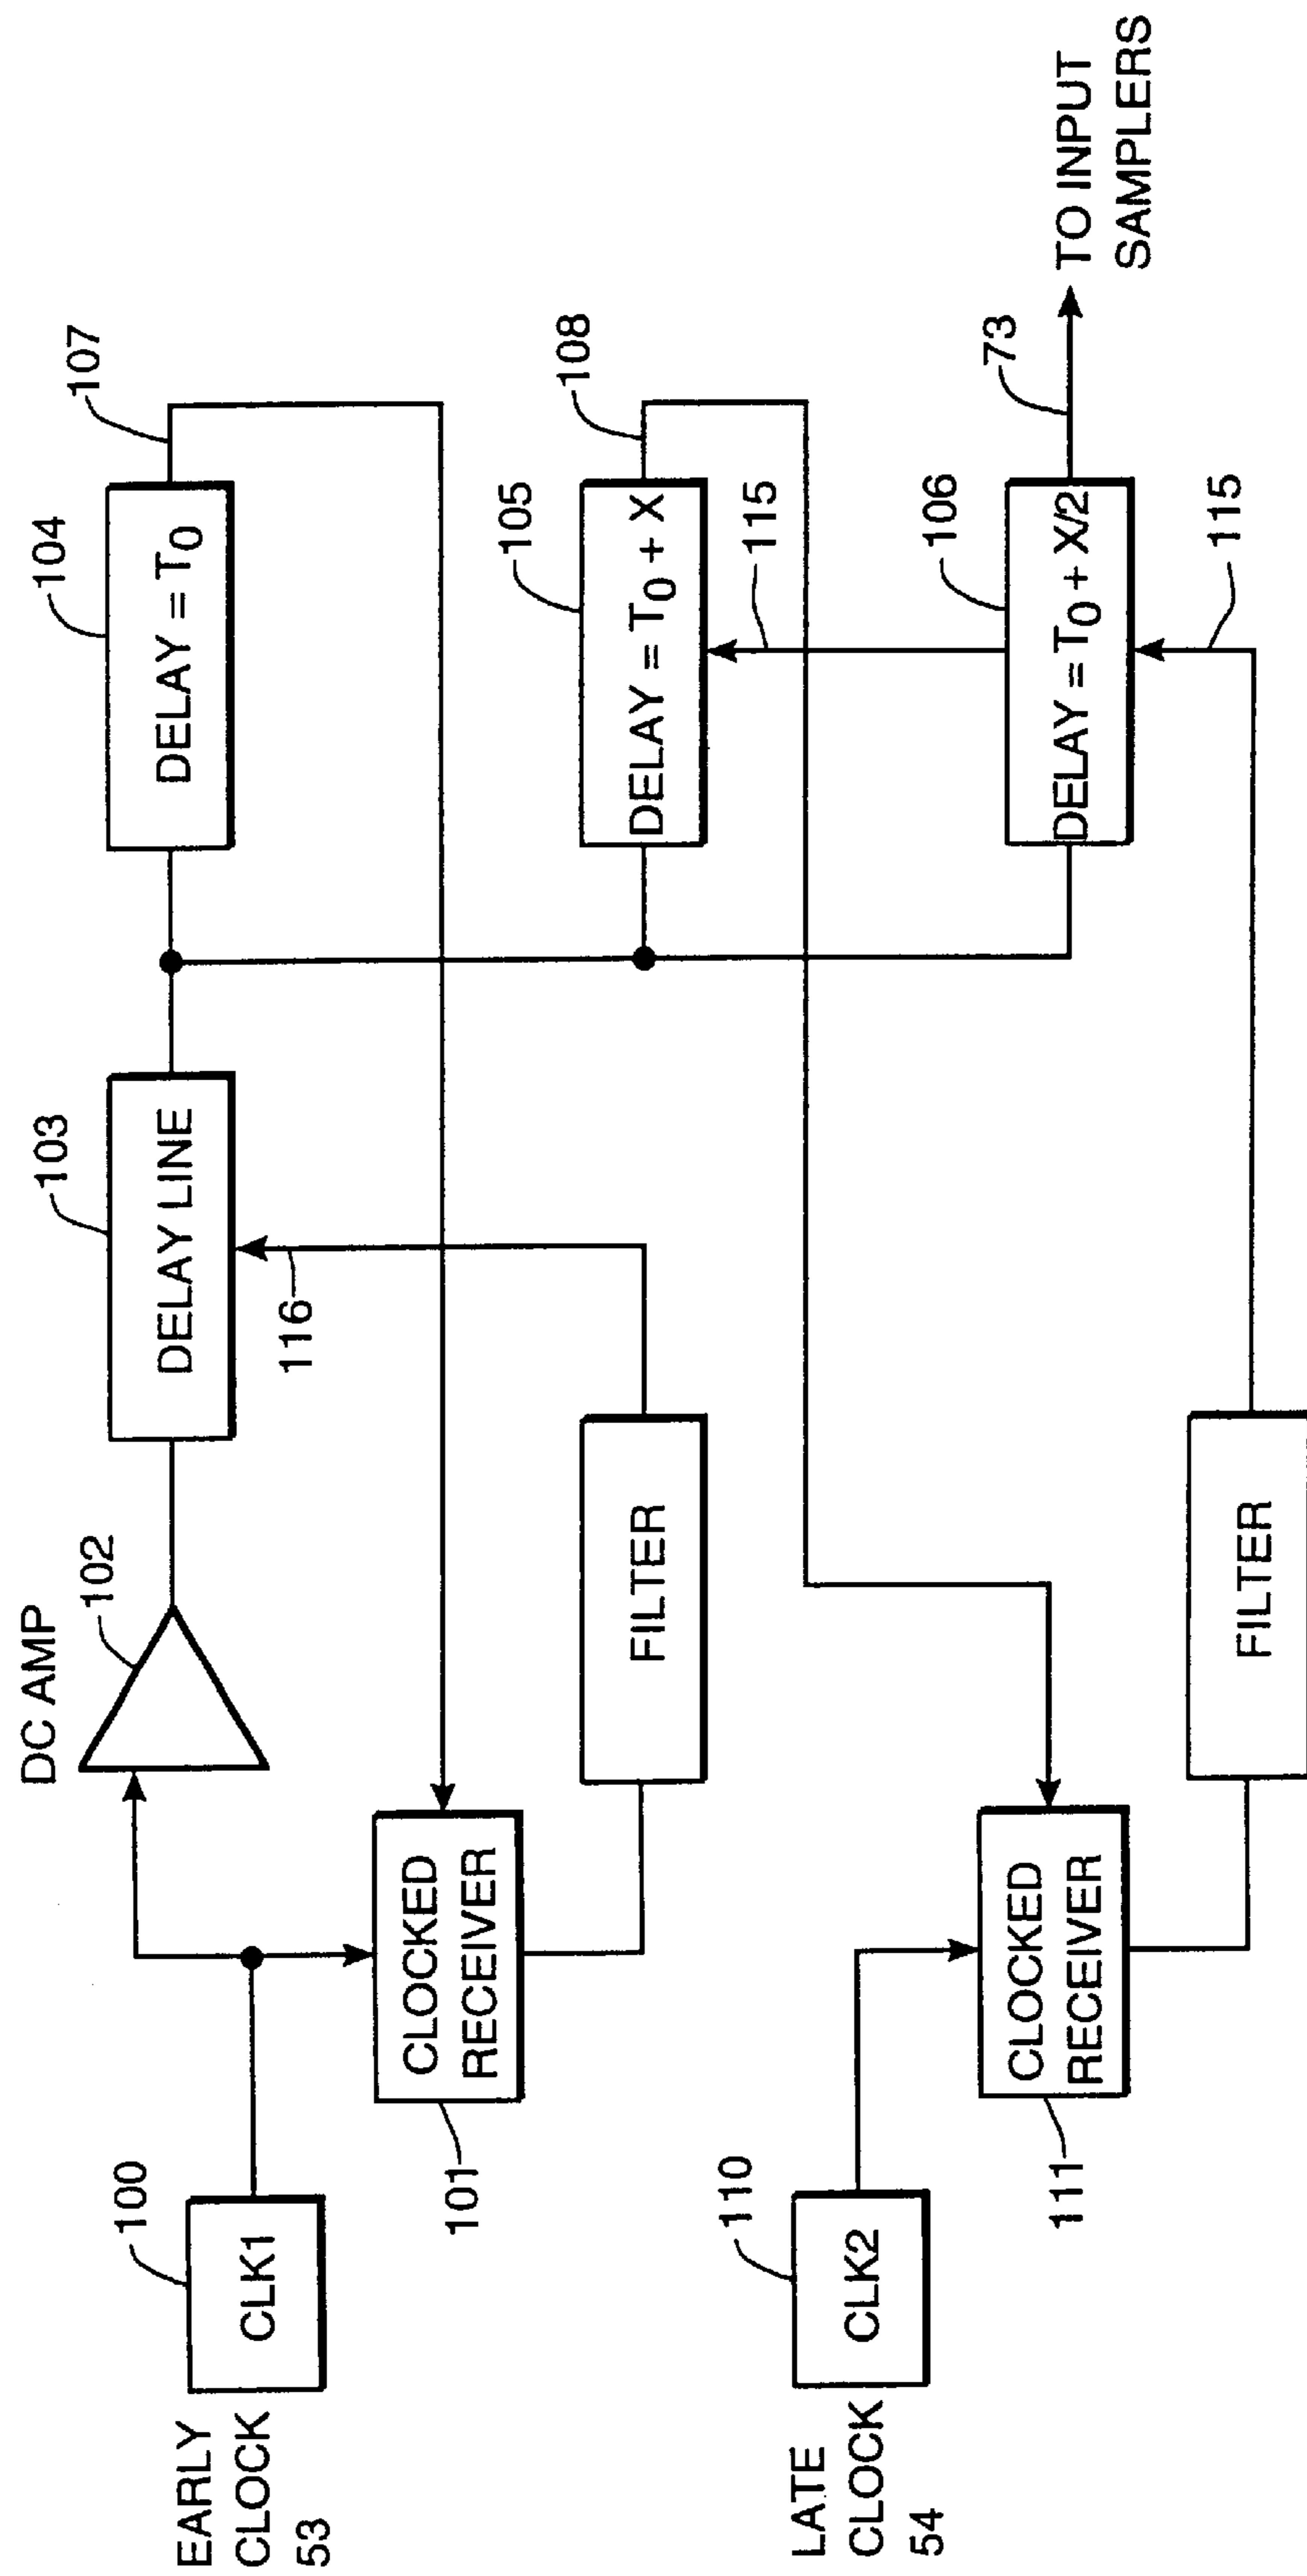 DC AMP
102
103
DELAY LINE
104
DELAY = T₀
107
EARLY
CLOCK
53
100
CLK1
101
CLOCKED
RECEIVER
FILTER
116
105
DELAY = T₀ + X
108
115
LATE
CLOCK
54
110
CLK2
111
CLOCKED
RECEIVER
FILTER
106
DELAY = T₀ + X/2
73
TO INPUT
SAMPLERS
115